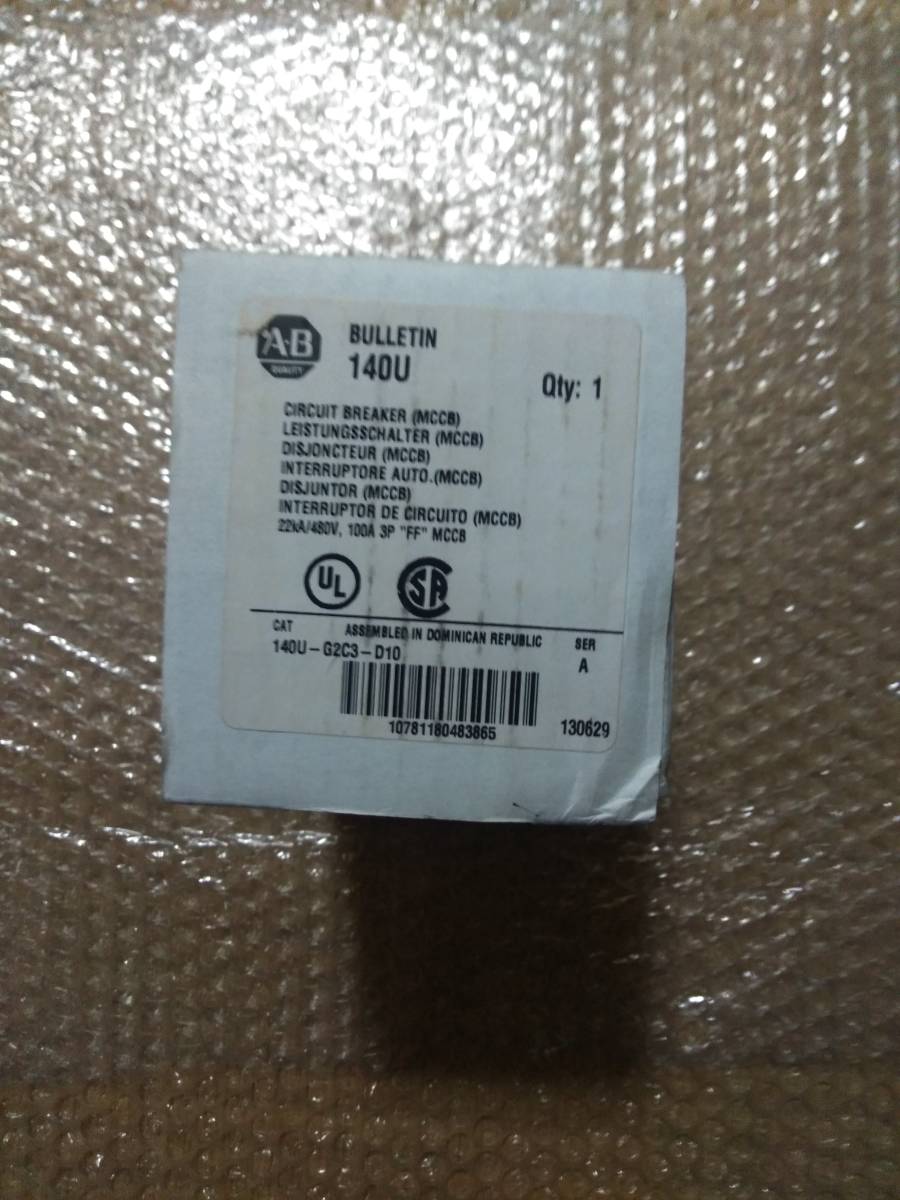 A-B
QUALITY
BULLETIN
140U
Qty: 1
CIRCUIT BREAKER (MCCB)
LEISTUNGSSCHALTER (MCCB)
DISJONCTEUR (MCCB)
INTERRUPTORE AUTO.(MCCB)
DISJUNTOR (MCCB)
INTERRUPTOR DE CIRCUITO (MCCB)
22kA/480V, 100A 3P "FF" MCCB
UL
SA
CAT ASSEMBLED IN DOMINICAN REPUBLIC SER
140U-G2C3-D10 A
10781180483865 130629